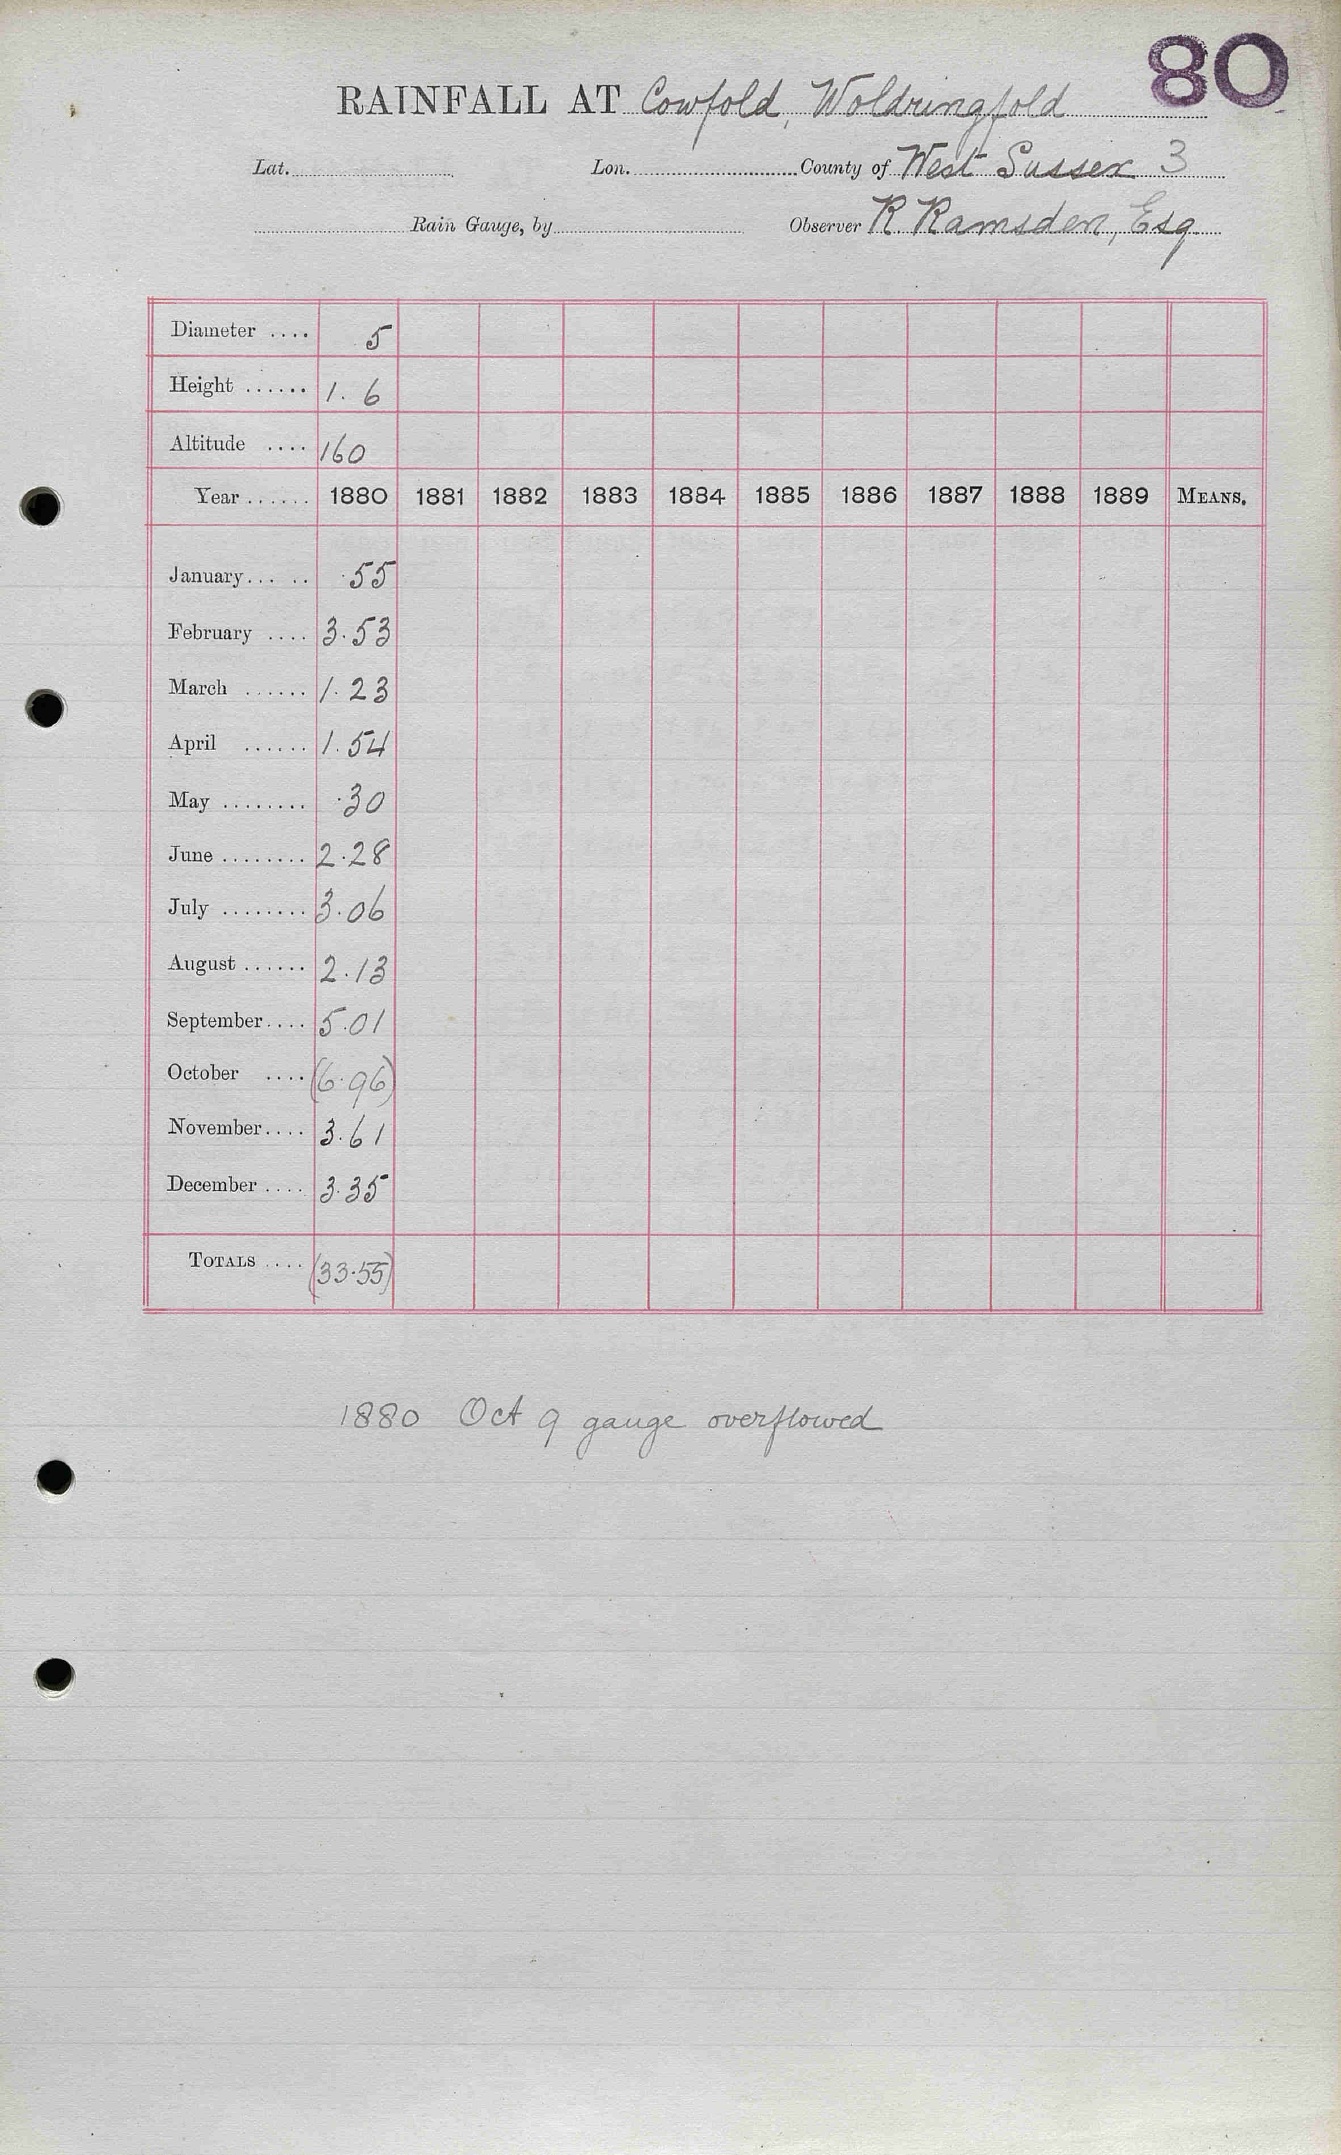 80
RAINFALL AT Cowfold, Woldringfold
Lat. Lon. County of West Sussex 3
Rain Gauge, by Observer R. Ramsden, Esq
Diameter .... 5
Height ...... 1. 6
Altitude .... 160
Year ...... 1880 1881 1882 1883 1884 1885 1886 1887 1888 1889 MEANS.
January... .. .55
February .... 3.53
March ...... 1.23
April ...... 1.54
May ........ .30
June ........ 2.28
July ........ 3.06
August ...... 2.13
September.... 5.01
October .... (6.96)
November.... 3.61
December .... 3.35
TOTALS .... (33.55)
1880 Oct 9 gauge overflowed